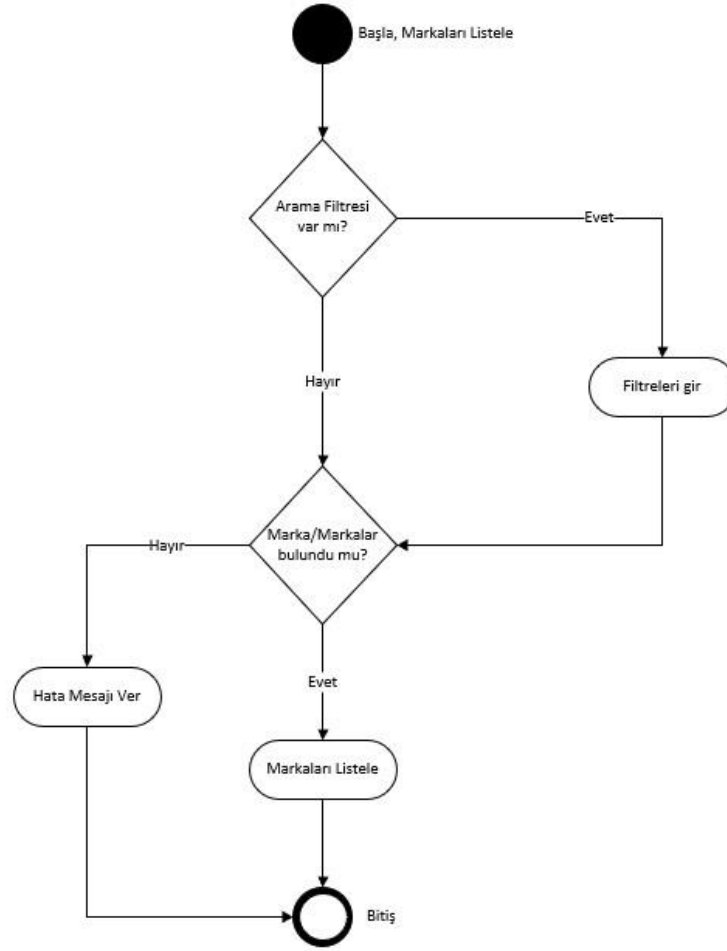 Başla, Markaları Listele
Arama Filtresi
var mı?
Evet
Hayır
Filtreleri gir
Marka/Markalar
bulundu mu?
Hayır
Evet
Hata Mesajı Ver
Markaları Listele
Bitiş